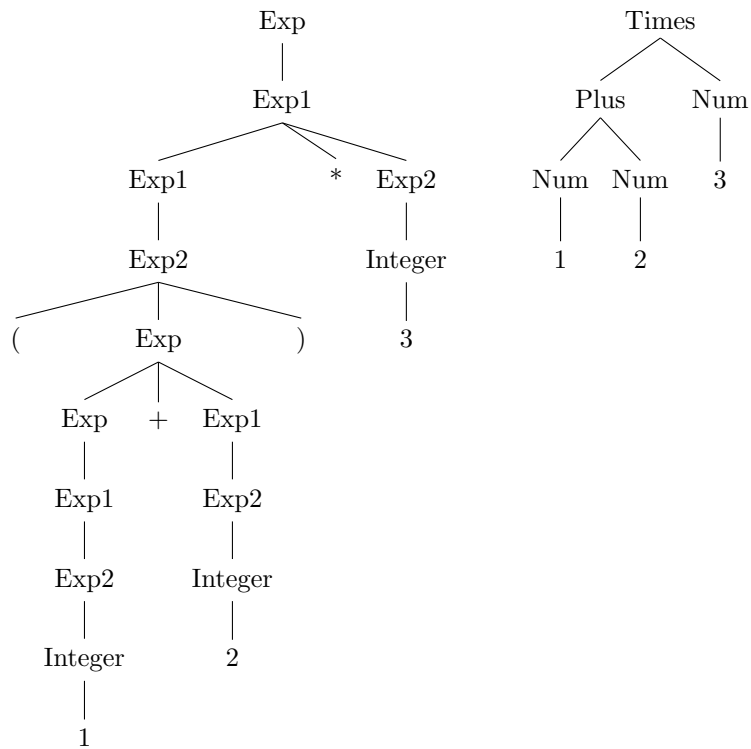 Exp Times
Exp1 Plus Num
Exp1 * Exp2 Num Num 3
Exp2 Integer 1 2
( Exp ) 3
Exp + Exp1
Exp1 Exp2
Exp2 Integer
Integer 2
1